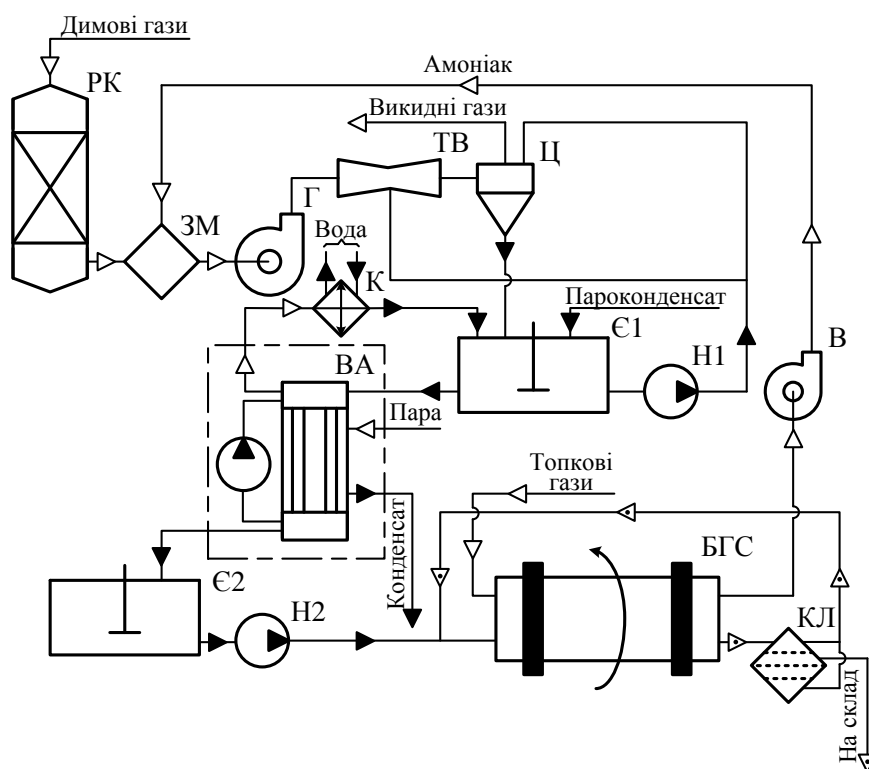 Димові гази
РК
Амоніак
Викидні гази
ТВ
Ц
Г
ЗМ
Вода
К
Пароконденсат
Є1
Н1
В
ВА
Пара
Топкові
гази
Конденсат
БГС
Є2
Н2
КЛ
На склад